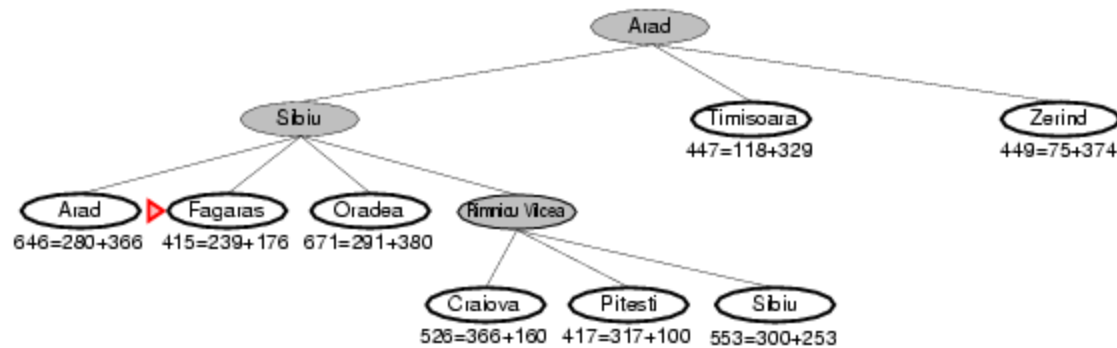 Arad
Sibiu
Timisoara
Zerind
447=118+329
449=75+374
Arad
Fagaras
Oradea
Rimnicu Vilcea
646=280+366
415=239+176
671=291+380
Craiova
Pitesti
Sibiu
526=366+160
417=317+100
553=300+253